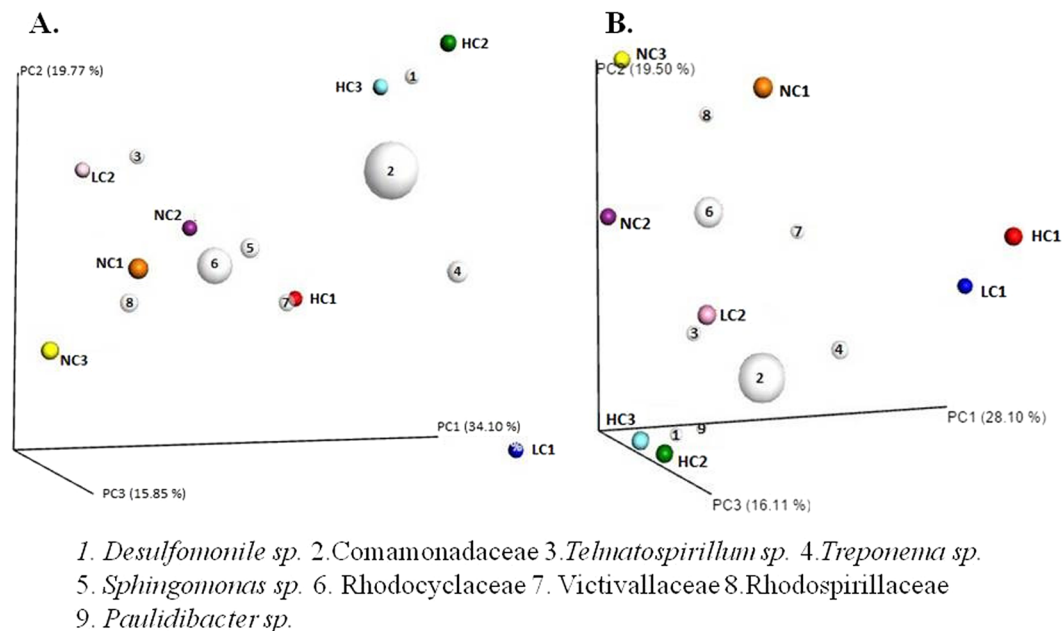 A.
B.
HC2
NC3
PC2 (19.77 %)
PC2 (19.50 %)
1
HC3
NC1
8
2
3
LC2
NC2
6
NC2
5
7
HC1
NC1
6
4
LC1
8
7
HC1
LC2
3
NC3
4
2
HC3
PC1 (34.10 %)
PC1 (28.10 %)
9
1
LC1
HC2
PC3 (15.85 %)
PC3 (16.11 %)
1. Desulfomonile sp. 2.Comamonadaceae 3.Telmatospirillum sp. 4.Treponema sp.
5. Sphingomonas sp. 6. Rhodocyclaceae 7. Victivallaceae 8.Rhodospirillaceae
9. Paulidibacter sp.